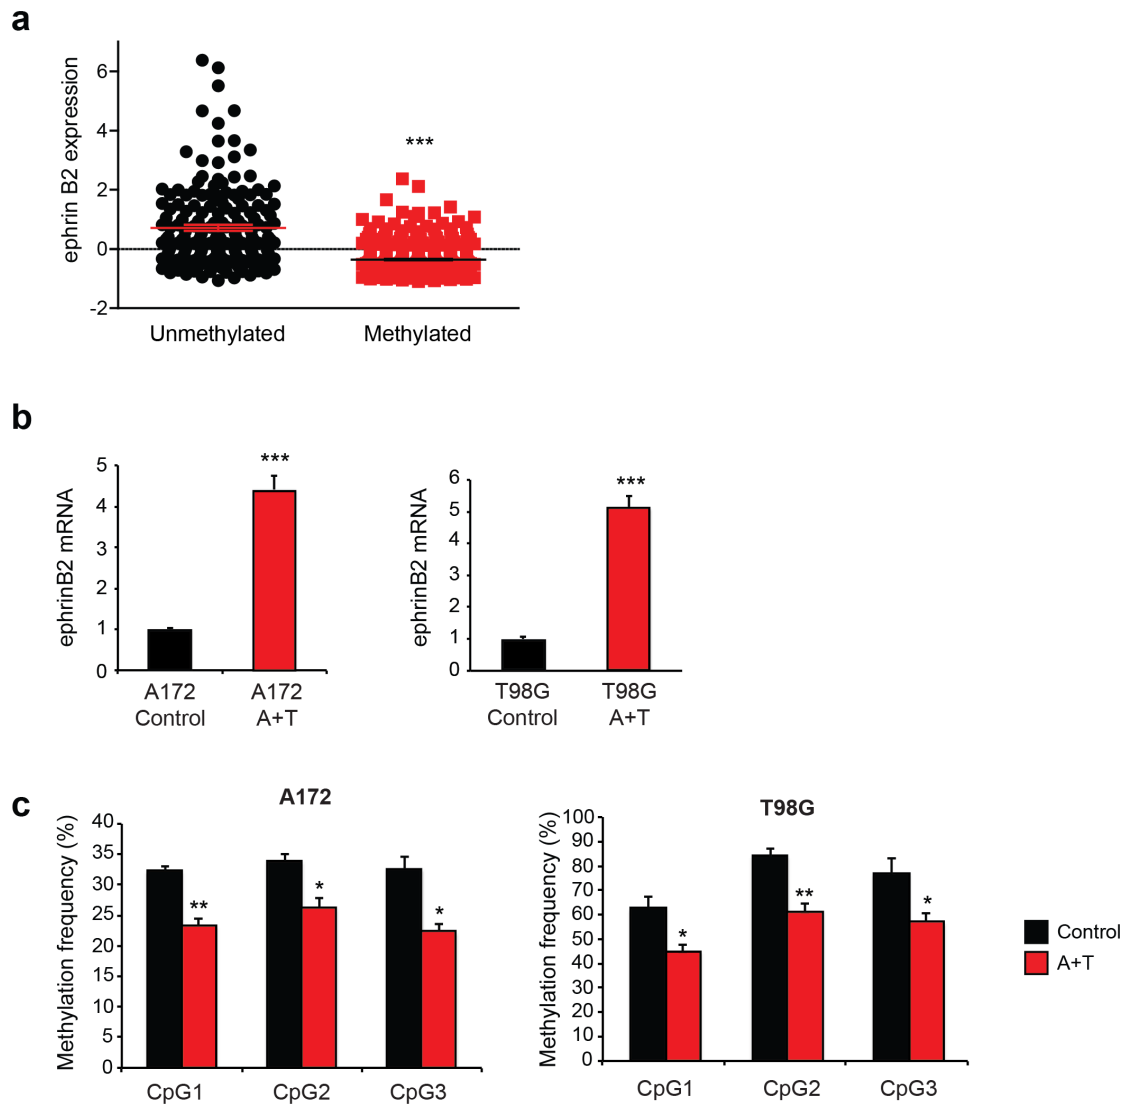 a
ephrin B2 expression
6
4
2
0
-2
***
Unmethylated
Methylated
b
ephrinB2 mRNA
5
4
3
2
1
0
***
A172
Control
A172
A+T
ephrinB2 mRNA
6
5
4
3
2
1
0
***
T98G
Control
T98G
A+T
c
A172
Methylation frequency (%)
40
35
30
25
20
15
10
5
0
**
*
*
CpG1
CpG2
CpG3
T98G
Methylation frequency (%)
100
90
80
70
60
50
40
30
20
10
0
*
**
*
CpG1
CpG2
CpG3
Control
A+T